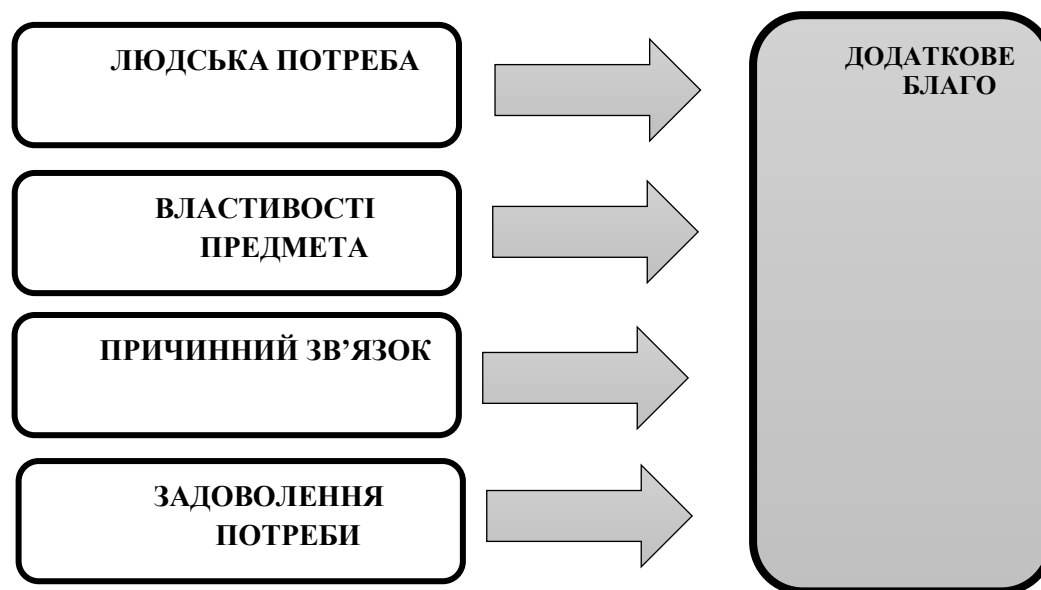 ЛЮДСЬКА ПОТРЕБА
ДОДАТКОВЕ
БЛАГО
ВЛАСТИВОСТІ
ПРЕДМЕТА
ПРИЧИННИЙ ЗВ’ЯЗОК
ЗАДОВОЛЕННЯ
ПОТРЕБИ